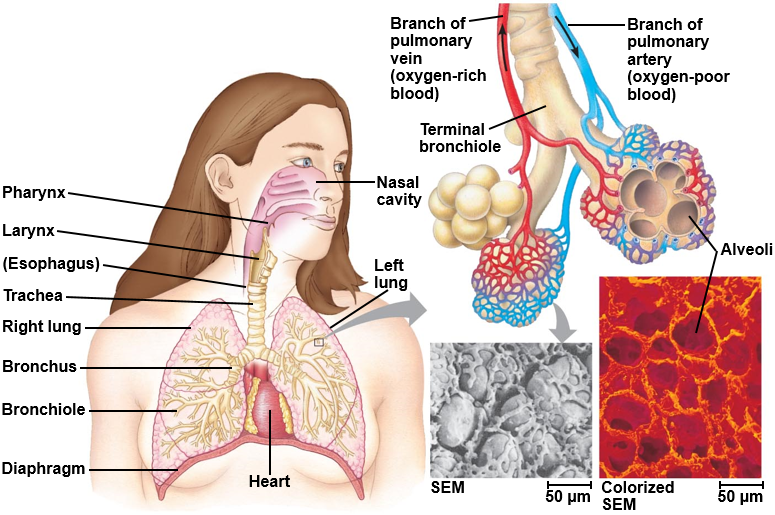 Branch of
pulmonary
vein
(oxygen-rich
blood)
Branch of
pulmonary
artery
(oxygen-poor
blood)
Terminal
bronchiole
Nasal
cavity
Pharynx
Larynx
(Esophagus)
Trachea
Right lung
Bronchus
Bronchiole
Diaphragm
Heart
Left
lung
Alveoli
SEM
50 µm
Colorized
SEM
50 µm